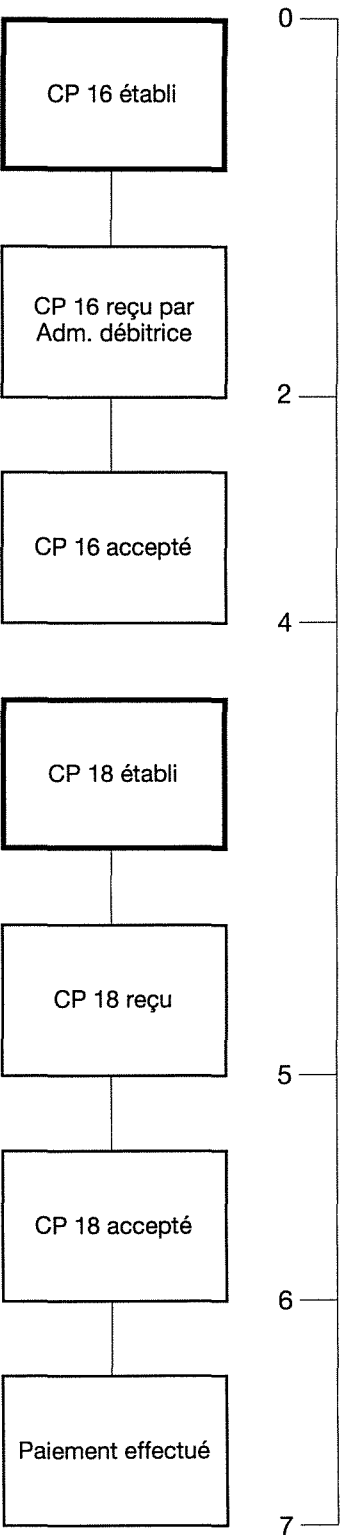 0
CP 16 établi
CP 16 reçu par
Adm. débitrice
2
CP 16 accepté
4
CP 18 établi
CP 18 reçu
5
CP 18 accepté
6
Paiement effectué
7